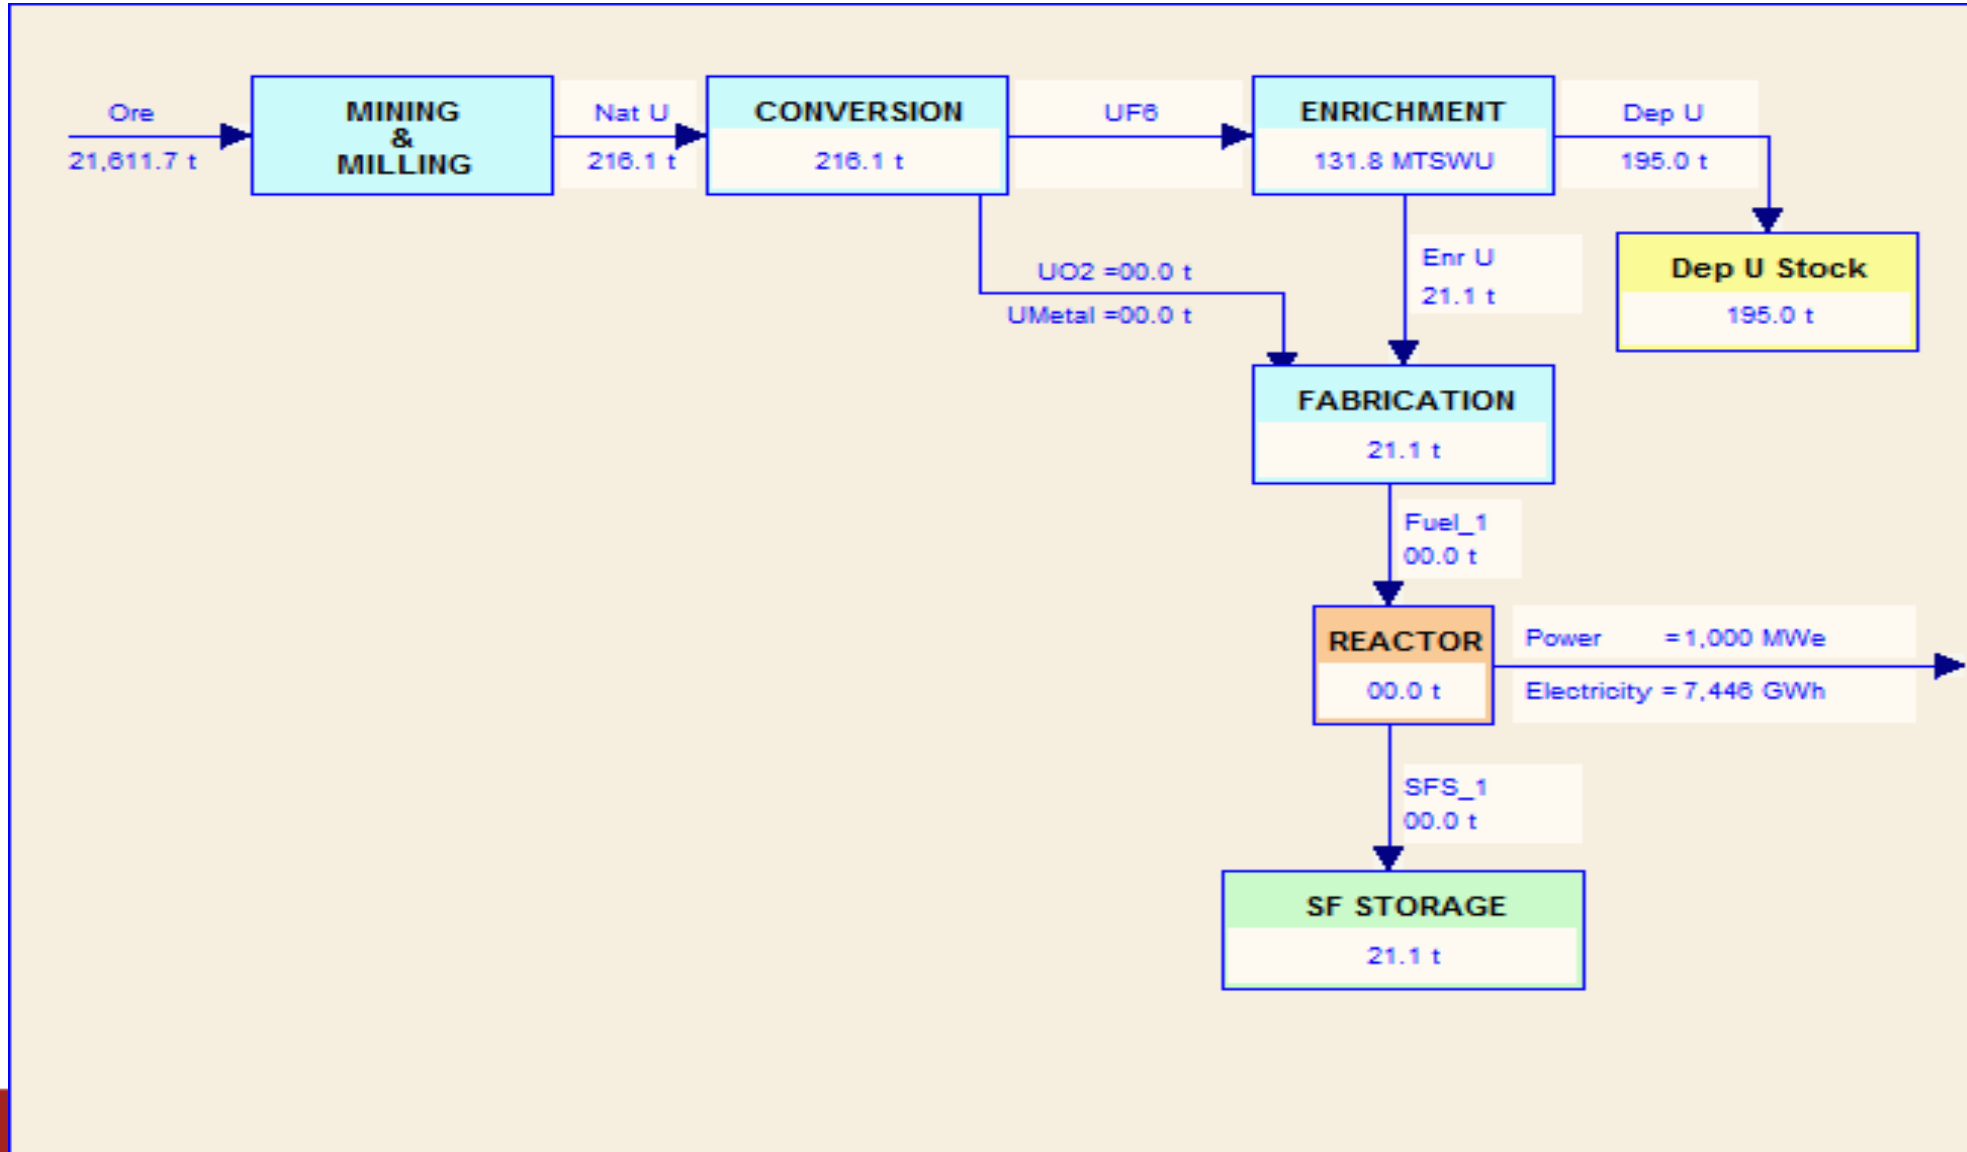 Ore
21,611.7 t
MINING
&
MILLING
Nat U
216.1 t
CONVERSION
216.1 t
UF6
ENRICHMENT
131.8 MTSWU
Dep U
195.0 t
Dep U Stock
195.0 t
UO2 =00.0 t
UMetal =00.0 t
Enr U
21.1 t
FABRICATION
21.1 t
Fuel_1
00.0 t
REACTOR
00.0 t
Power =1,000 MWe
Electricity = 7,446 GWh
SFS_1
00.0 t
SF STORAGE
21.1 t